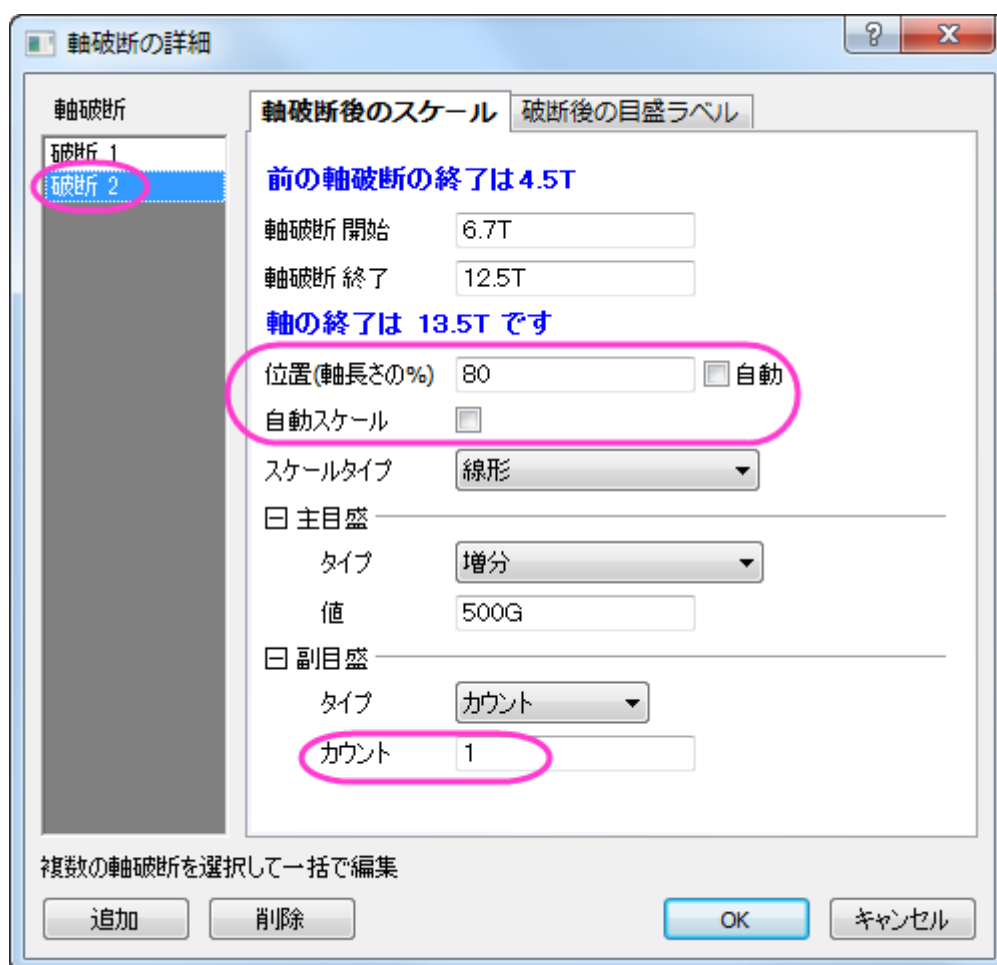 軸破断の詳細
軸破断
破断 1
破断 2
軸破断後のスケール 破断後の目盛ラベル
前の軸破断の終了は4.5T
軸破断 開始 6.7T
軸破断 終了 12.5T
軸の終了は 13.5T です
位置(軸長さの%) 80 自動
自動スケール
スケールタイプ 線形
主目盛
タイプ 増分
値 500G
副目盛
タイプ カウント
カウント 1
複数の軸破断を選択して一括で編集
追加 削除 OK キャンセル